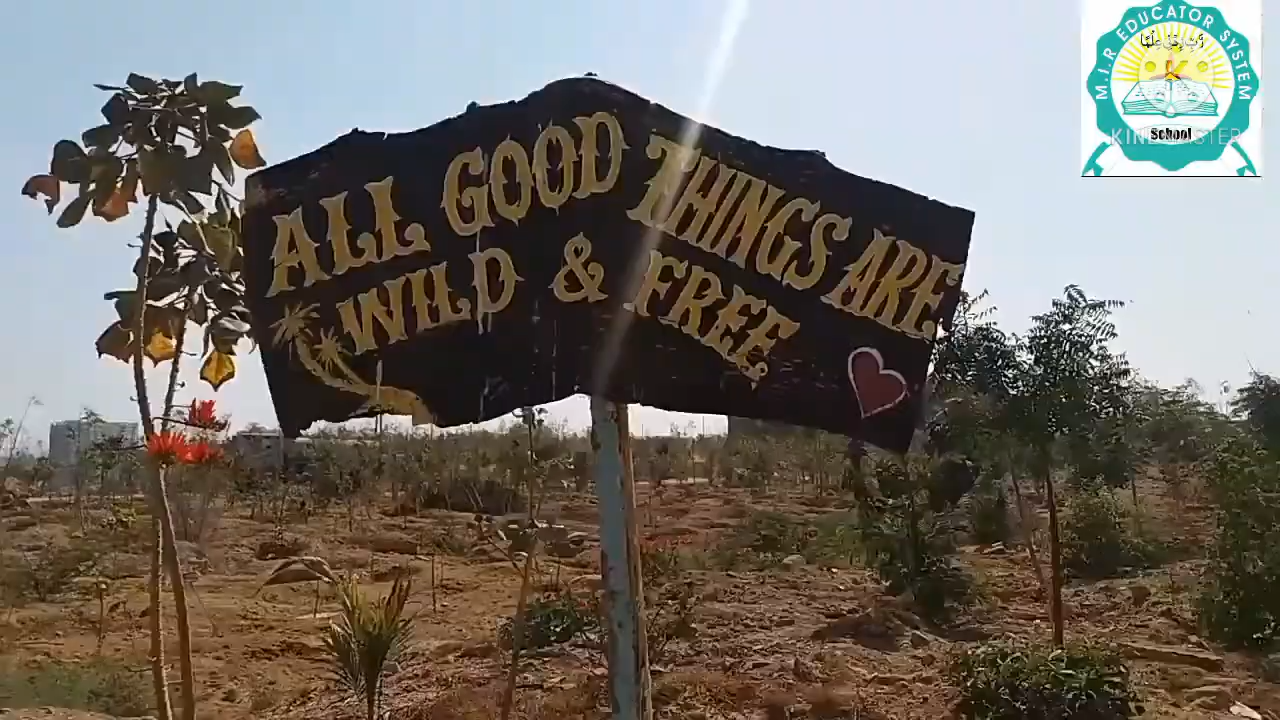 ALL GOOD THINGS ARE
WILD & FREE
M.I.R EDUCATOR SYSTEM
School
KINEMASTER